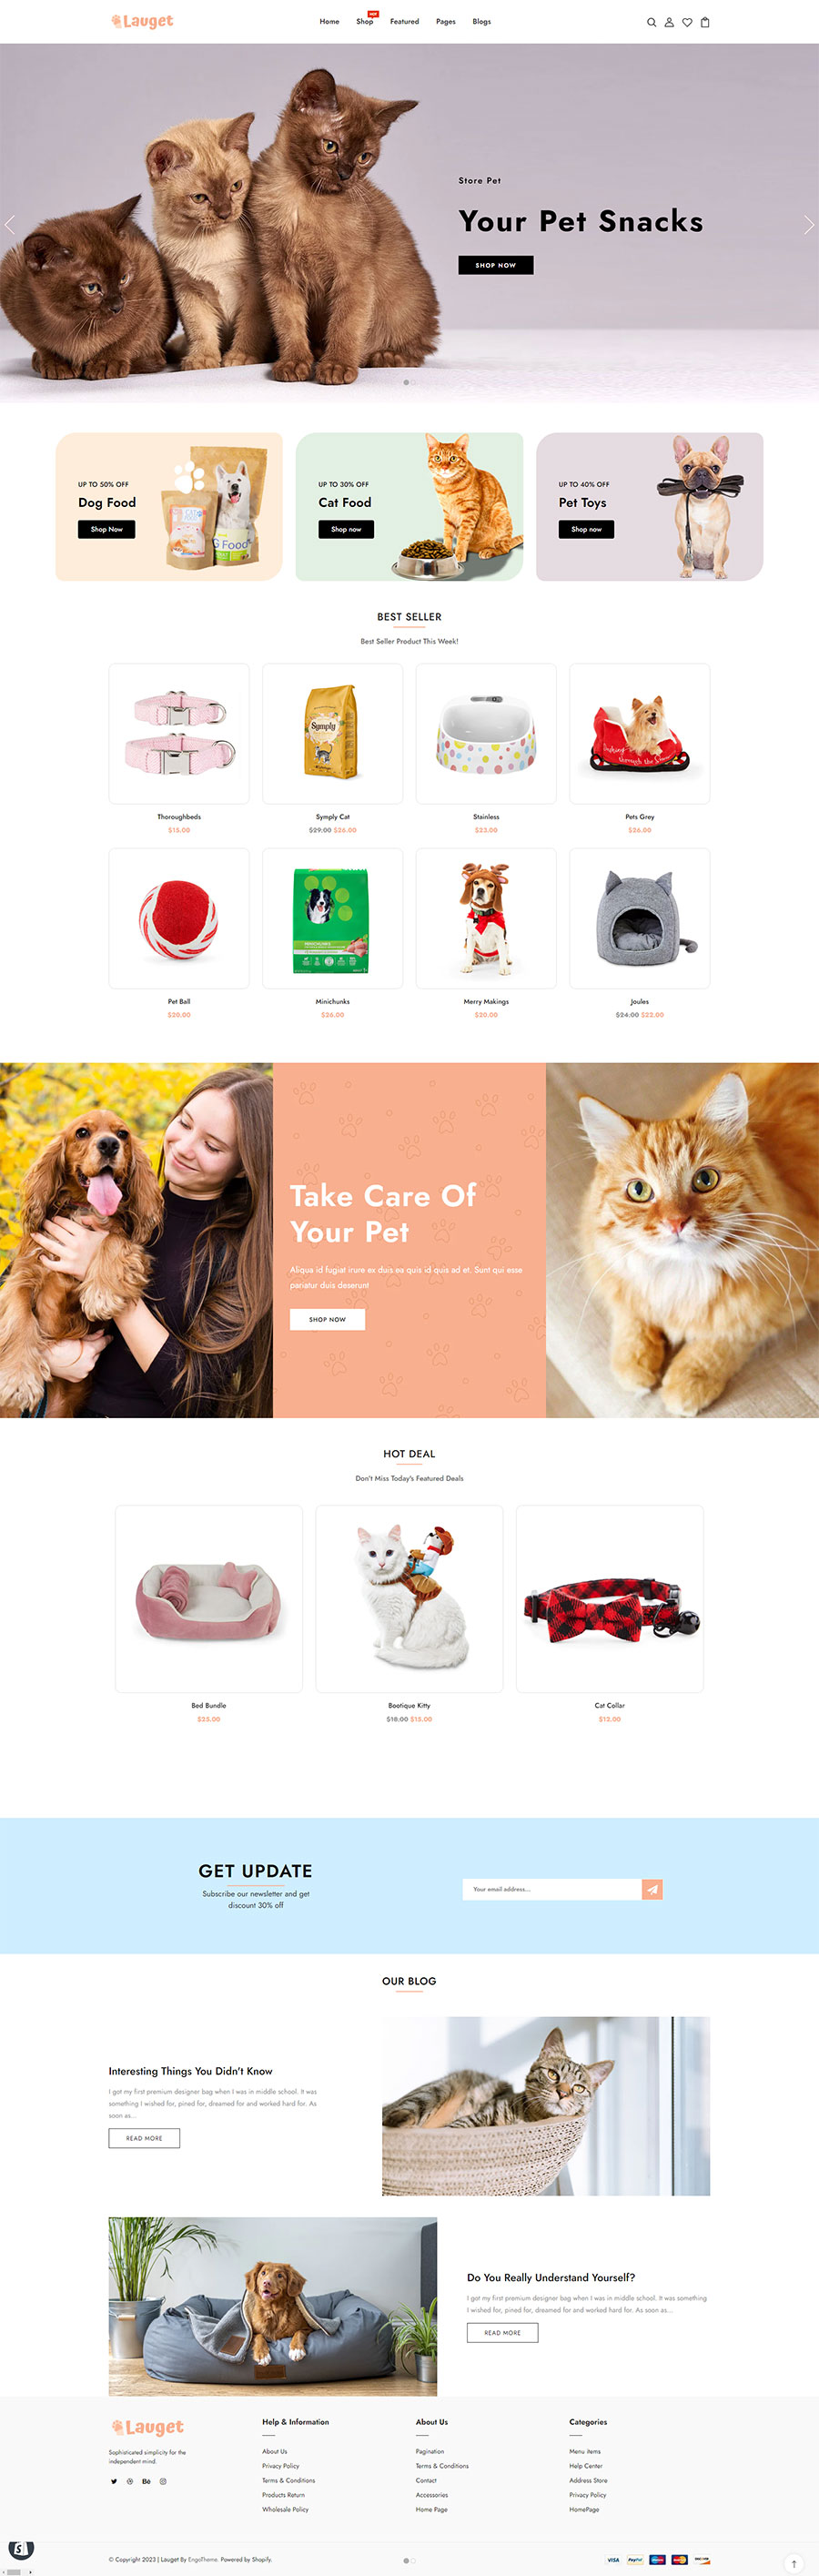 Lauget
Home
Shop
HOT
Featured
Pages
Blogs
Store Pet
Your Pet Snacks
SHOP NOW
UP TO 50% OFF
Dog Food
Shop Now
UP TO 30% OFF
Cat Food
Shop now
UP TO 40% OFF
Pet Toys
Shop now
BEST SELLER
Best Seller Product This Week!
Symply
Dashing
through the Snow
Thoroughbeds
$15.00
Symply Cat
$29.00 $26.00
Stainless
$23.00
Pets Grey
$26.00
MINICHUNKS
Pet Ball
$20.00
Minichunks
$26.00
Merry Makings
$20.00
Joules
$24.00 $22.00
Take Care Of
Your Pet
Aliqua id fugiat irure ex duis ea quis id quis ad et. Sunt qui esse
pariatur duis deserunt
SHOP NOW
HOT DEAL
Don't Miss Today's Featured Deals
Bed Bundle
$35.00
Bootique Kitty
$18.00 $15.00
Cat Collar
$12.00
GET UPDATE
Subscribe our newsletter and get
discount 30% off
Your email address...
OUR BLOG
Interesting Things You Didn't Know
I got my first premium designer bag when I was in middle school. It was
something I wished for, pined for, dreamed for and worked hard for. As
soon as...
READ MORE
Do You Really Understand Yourself?
I got my first premium designer bag when I was in middle school. It was something
I wished for, pined for, dreamed for and worked hard for. As soon as...
READ MORE
Lauget
Sophisticated simplicity for the
independent mind.
Bē
Help & Information
About Us
Privacy Policy
Terms & Conditions
Products Return
Wholesale Policy
About Us
Pagination
Terms & Conditions
Contact
Accessories
Home Page
Categories
Menu items
Help Center
Address Store
Privacy Policy
HomePage
© Copyright 2023 | Lauget By EngoTheme. Powered by Shopify.
VISA
PayPal